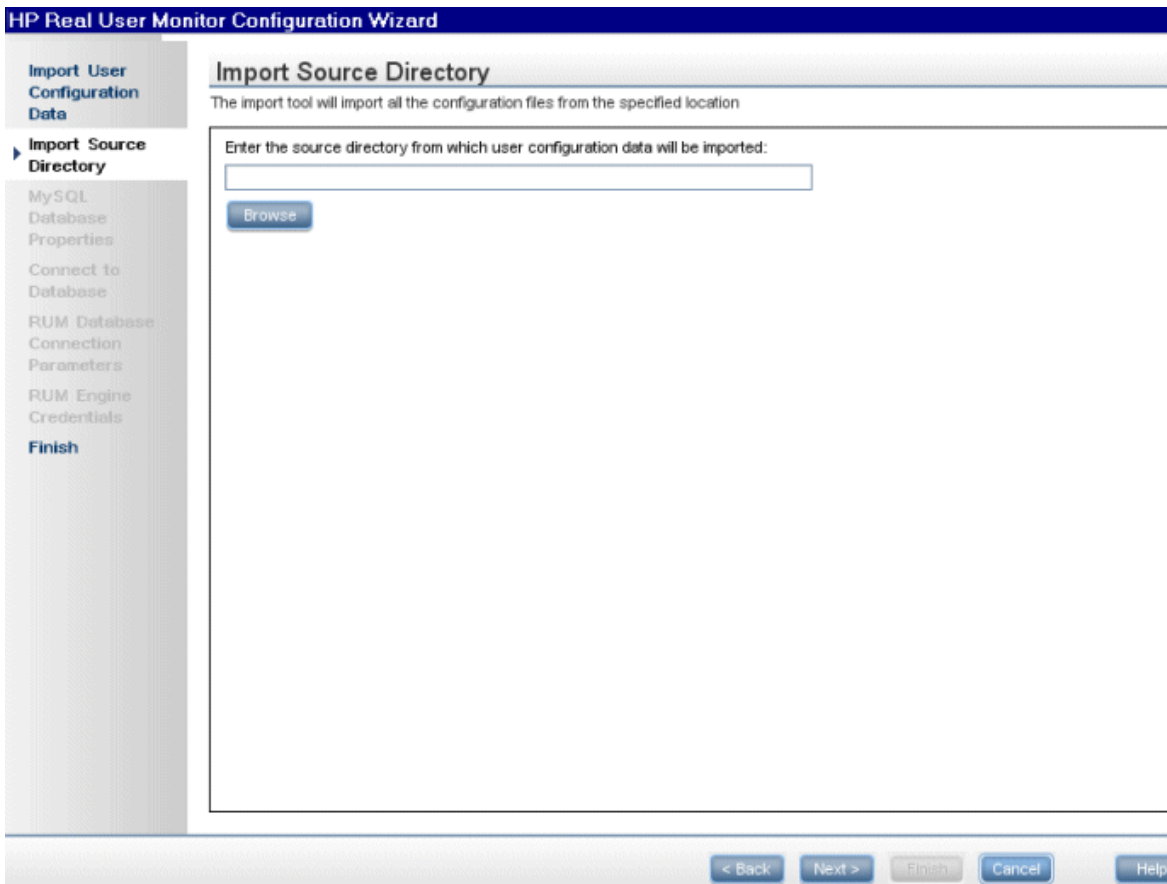 HP Real User Monitor Configuration Wizard
Import User
Configuration
Data
Import Source
Directory
MySQL
Database
Properties
Connect to
Database
RUM Database
Connection
Parameters
RUM Engine
Credentials
Finish
Import Source Directory
The import tool will import all the configuration files from the specified location
Enter the source directory from which user configuration data will be imported:
Browse
< Back Next > Finish Cancel Help